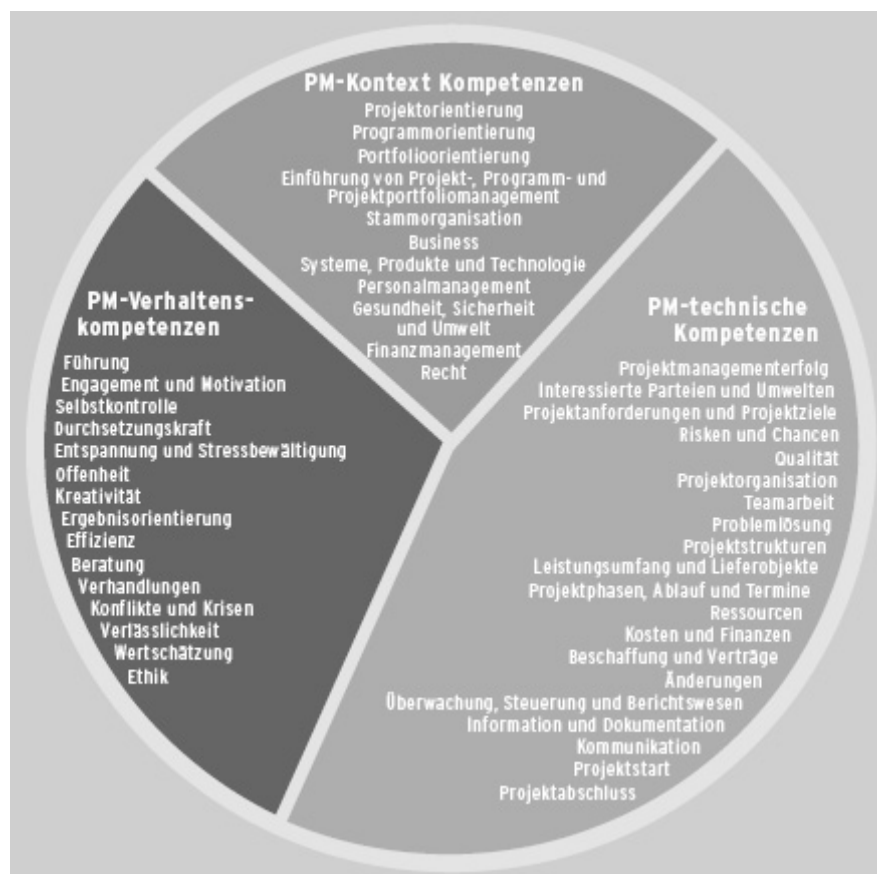 PM-Kontext Kompetenzen
Projektorientierung
Programmorientierung
Portfolioorientierung
Einführung von Projekt-, Programm- und
Projektportfoliomanagement
Stammorganisation
Business
Systeme, Produkte und Technologie
Personalmanagement
Gesundheit, Sicherheit
und Umwelt
Finanzmanagement
Recht
PM-Verhaltens-
kompetenzen
Führung
Engagement und Motivation
Selbstkontrolle
Durchsetzungskraft
Entspannung und Stressbewältigung
Offenheit
Kreativität
Ergebnisorientierung
Effizienz
Beratung
Verhandlungen
Konflikte und Krisen
Verlässlichkeit
Wertschätzung
Ethik
PM-technische
Kompetenzen
Projektmanagementerfolg
Interessierte Parteien und Umwelten
Projektanforderungen und Projektziele
Risken und Chancen
Qualität
Projektorganisation
Teamarbeit
Problemlösung
Projektstrukturen
Leistungsumfang und Lieferobjekte
Projektphasen, Ablauf und Termine
Ressourcen
Kosten und Finanzen
Beschaffung und Verträge
Änderungen
Überwachung, Steuerung und Berichtswesen
Information und Dokumentation
Kommunikation
Projektstart
Projektabschluss